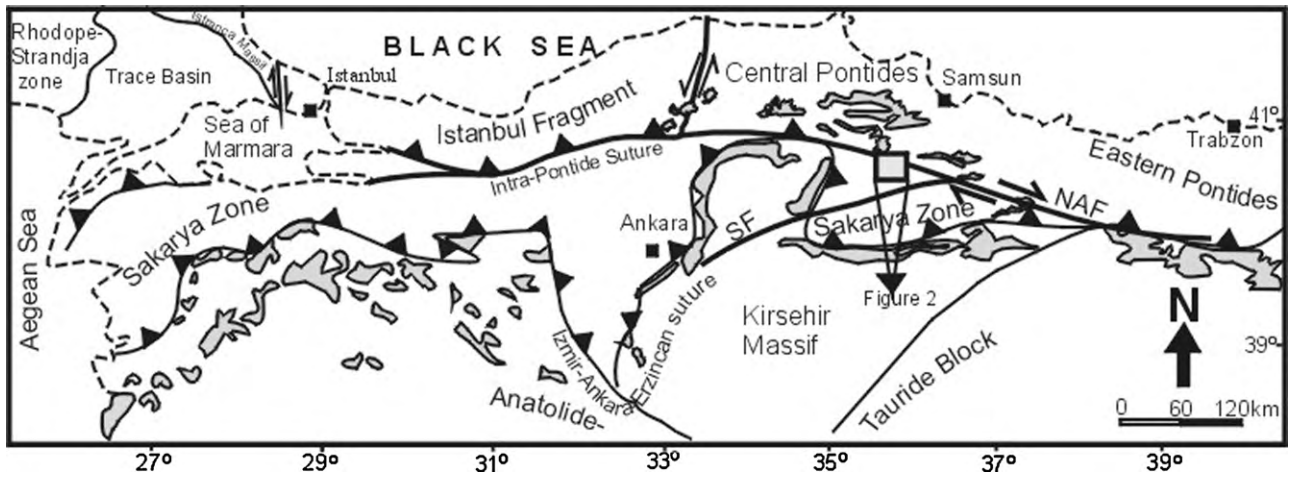 BLACK SEA
Rhodope-
Strandja
zone
Istranca Massif
Trace Basin
Istanbul
Central Pontides
Samsun
41°
Trabzon
Sea of
Marmara
Istanbul Fragment
Intra-Pontide Suture
Eastern Pontides
Aegean Sea
Sakarya Zone
Ankara
SF
Sakarya Zone
NAF
Figure 2
N
Kirsehir
Massif
39°
Izmir-Ankara-Erzincan suture
Anatolide-
Tauride Block
0 60 120km
27° 29° 31° 33° 35° 37° 39°